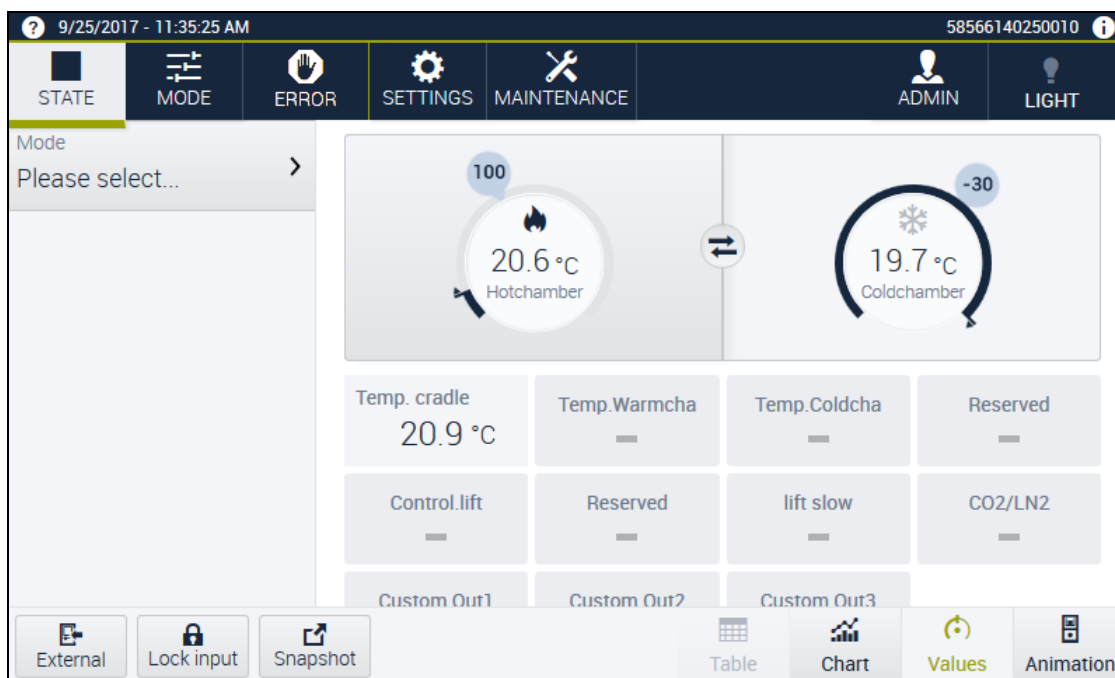 ? 9/25/2017 - 11:35:25 AM 58566140250010 i
STATE MODE ERROR SETTINGS MAINTENANCE ADMIN LIGHT
Mode
Please select...
100
20.6 °C
Hotchamber
-30
19.7 °C
Coldchamber
Temp. cradle
20.9 °C
Temp.Warmcha
Temp.Coldcha
Reserved
Control.lift
Reserved
lift slow
CO2/LN2
Custom Out1
Custom Out2
Custom Out3
External Lock input Snapshot Table Chart Values Animation